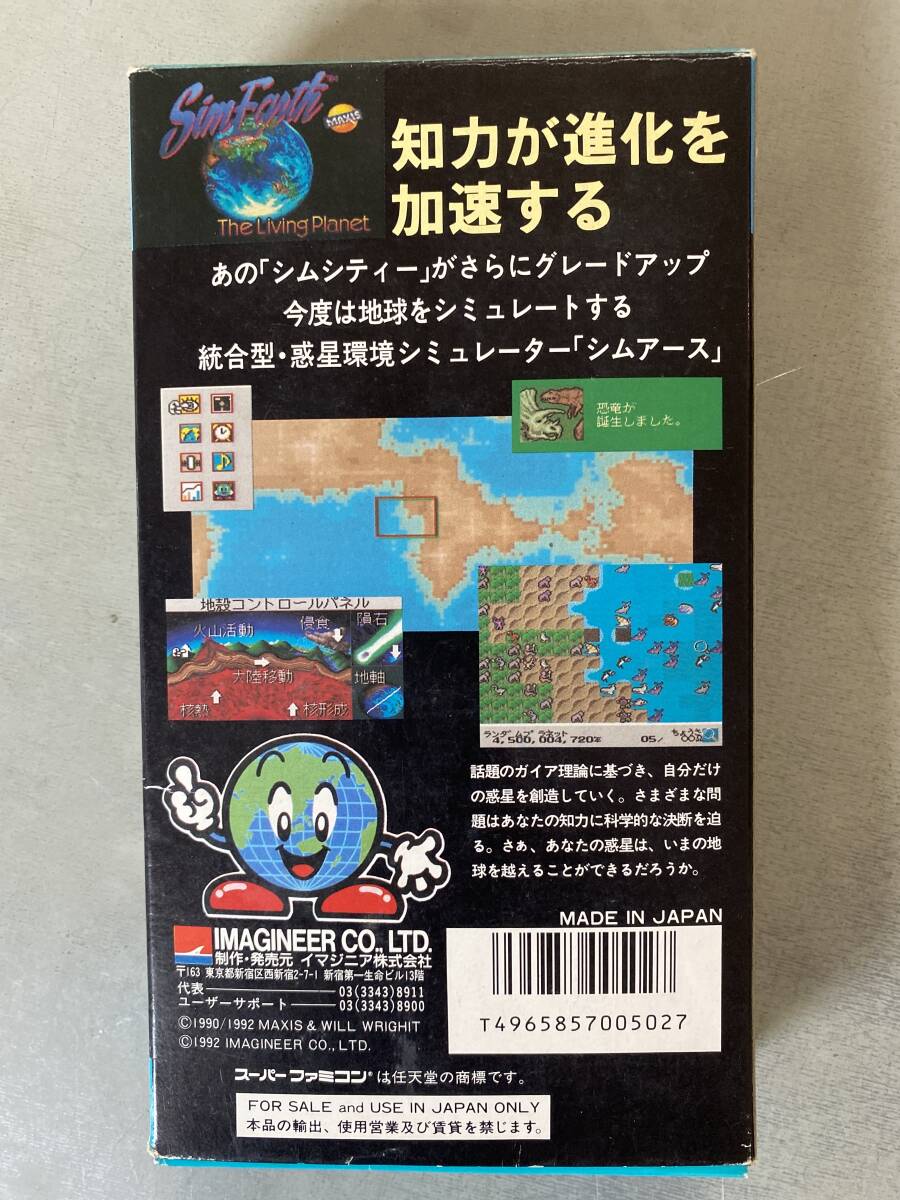 SimEarth™
MAXIS
The Living Planet
知力が進化を
加速する
あの「シムシティー」がさらにグレードアップ
今度は地球をシミュレートする
統合型・惑星環境シミュレーター「シムアース」
恐竜が
誕生しました。
地殻コントロールパネル
火山活動
侵食
隕石
大陸移動
地軸
核熱
核形成
ランダムプラネット
4,500,004,720年
05/
話題のガイア理論に基づき、自分だけ
の惑星を創造していく。さまざまな問
題はあなたの知力に科学的な決断を迫
る。さぁ、あなたの惑星は、いまの地
球を越えることができるだろうか。
MADE IN JAPAN
IMAGINEER CO., LTD.
制作・発売元 イマジニア株式会社
〒163 東京都新宿区西新宿2-7-1 新宿第一生命ビル13階
代表 03(3343)8911
ユーザーサポート 03(3343)8900
©1990/1992 MAXIS & WILL WRIGHIT
©1992 IMAGINEER CO., LTD.
T4965857005027
スーパーファミコン®は任天堂の商標です。
FOR SALE and USE IN JAPAN ONLY
本品の輸出、使用営業及び賃貸を禁じます。